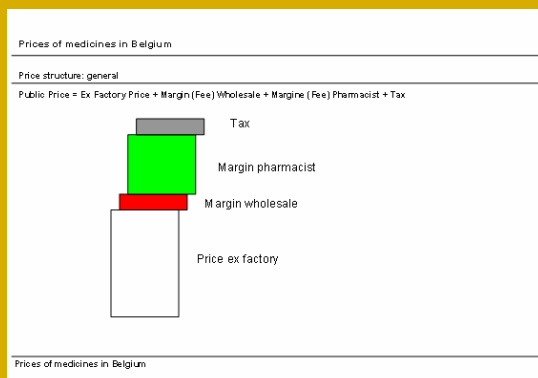 Prices of medicines in Belgium
Price structure: general
Public Price = Ex Factory Price + Margin (Fee) Wholesale + Margine (Fee) Pharmacist + Tax
Tax
Margin pharmacist
Margin wholesale
Price ex factory
Prices of medicines in Belgium